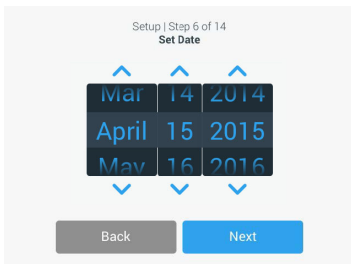 Setup | Step 6 of 14
Set Date
Mar 14 2014
April 15 2015
May 16 2016
Back Next